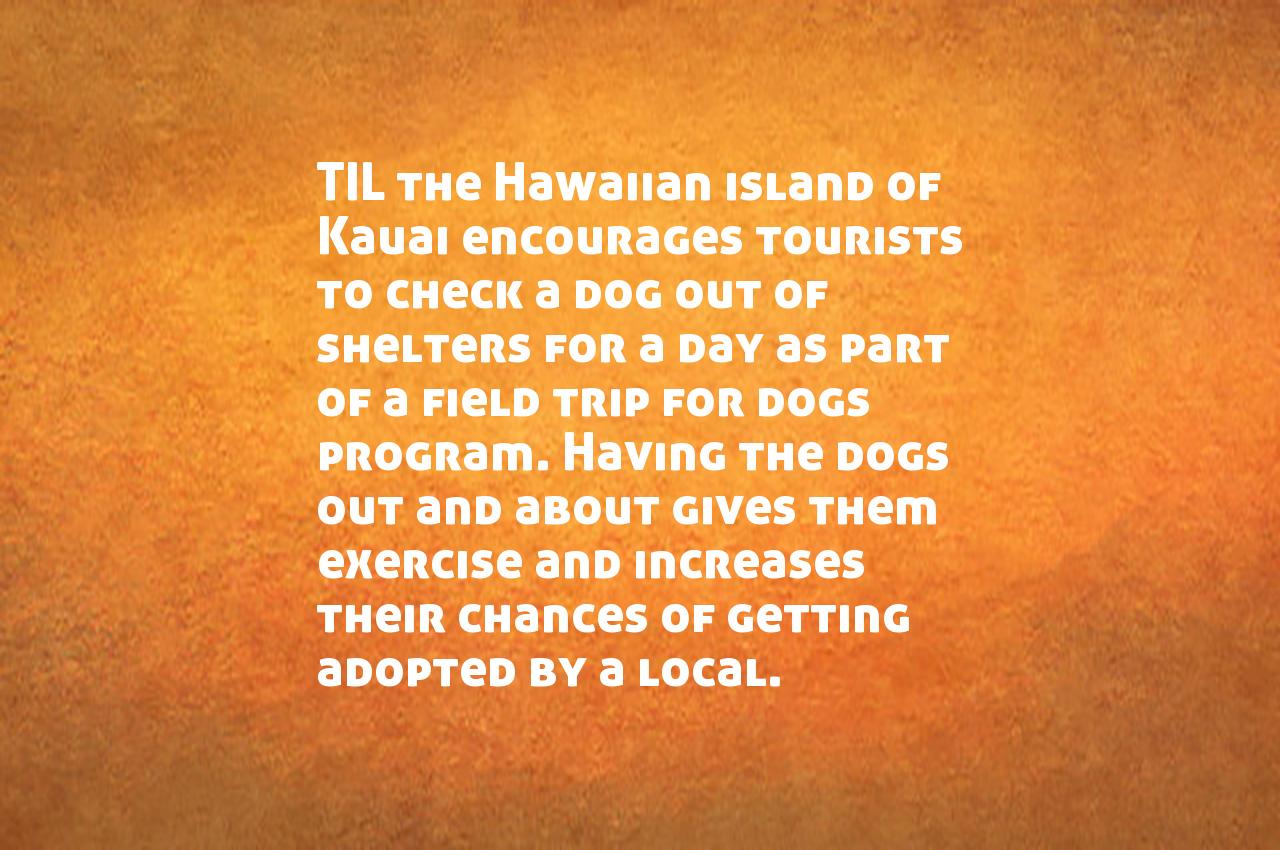 TIL the Hawaiian island of
Kauai encourages tourists
to check a dog out of
shelters for a day as part
of a field trip for dogs
program. Having the dogs
out and about gives them
exercise and increases
their chances of getting
adopted by a local.